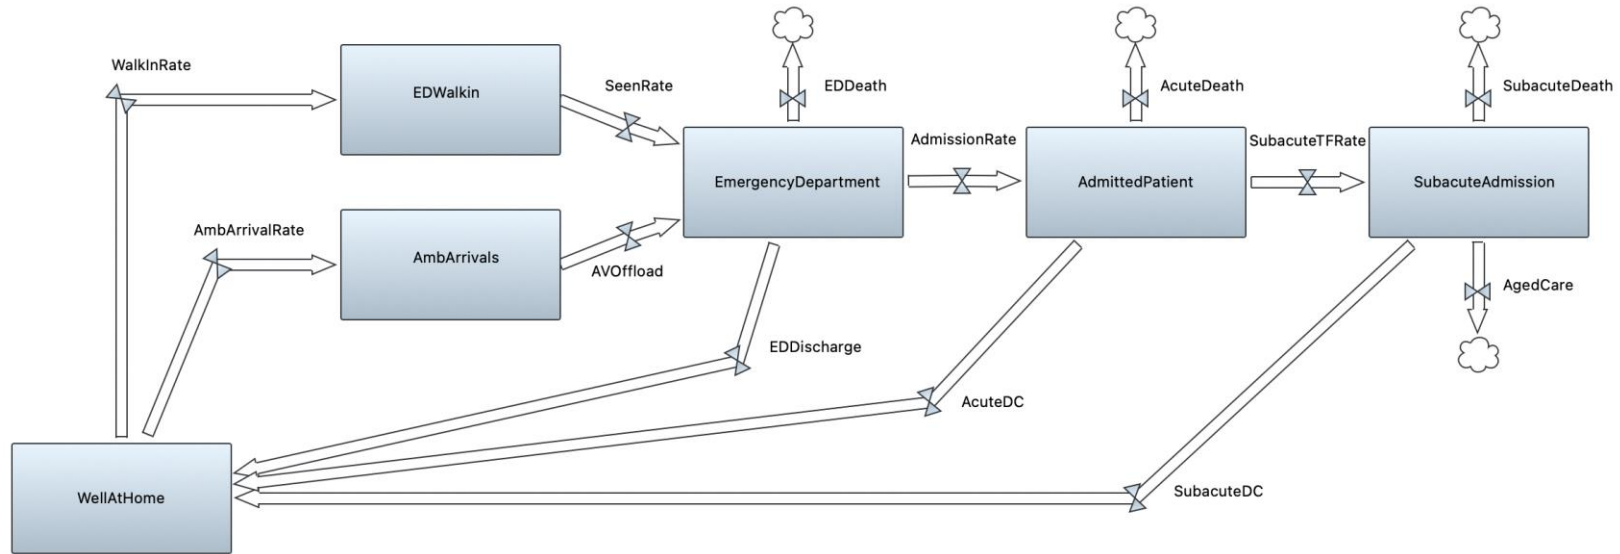 WalkInRate
EDWalkin
SeenRate
EDDeath
AcuteDeath
SubacuteDeath
AdmissionRate
SubacuteTFRate
EmergencyDepartment
AdmittedPatient
SubacuteAdmission
AmbArrivalRate
AmbArrivals
AVOffload
AgedCare
EDDischarge
AcuteDC
SubacuteDC
WellAtHome